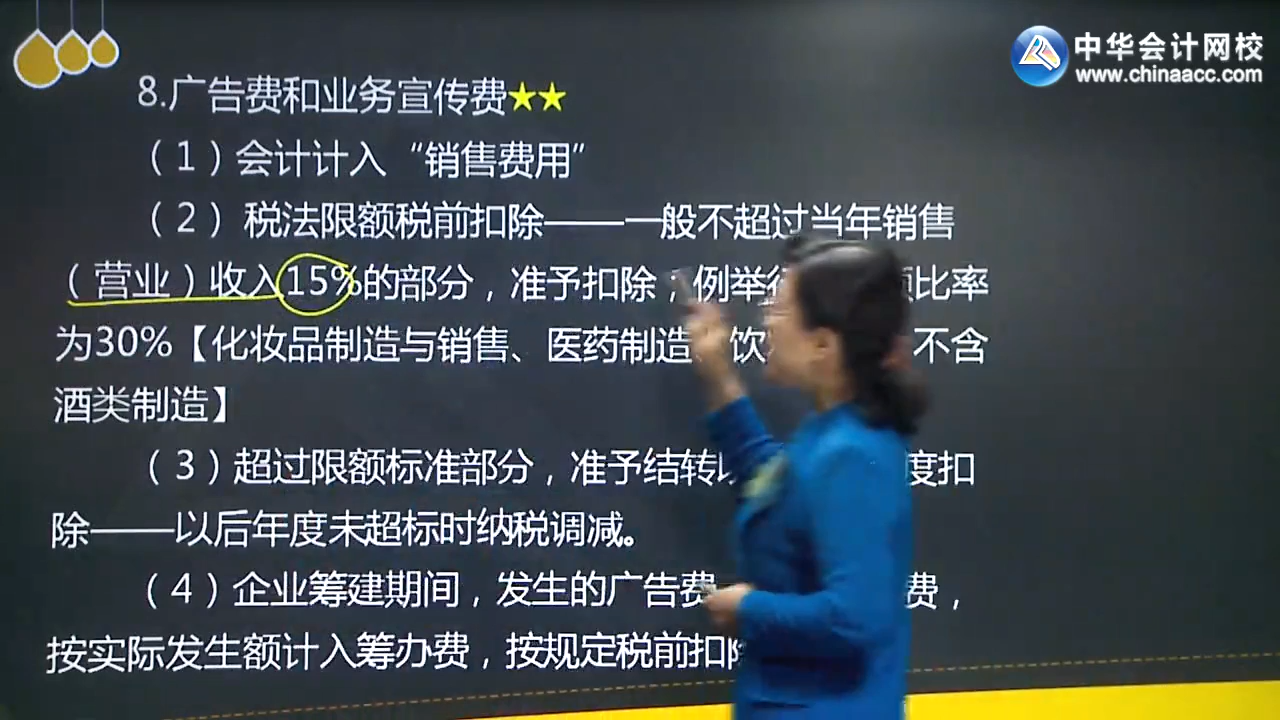 中华会计网校
www.chinaacc.com
8.广告费和业务宣传费★★
（1）会计计入“销售费用”
（2） 税法限额税前扣除——一般不超过当年销售
（营业）收入15%的部分，准予扣除；例举 比率
为30%【化妆品制造与销售、医药制造 饮 不含
酒类制造】
（3）超过限额标准部分，准予结转 度扣
除——以后年度未超标时纳税调减。
（4）企业筹建期间，发生的广告费 费，
按实际发生额计入筹办费，按规定税前扣